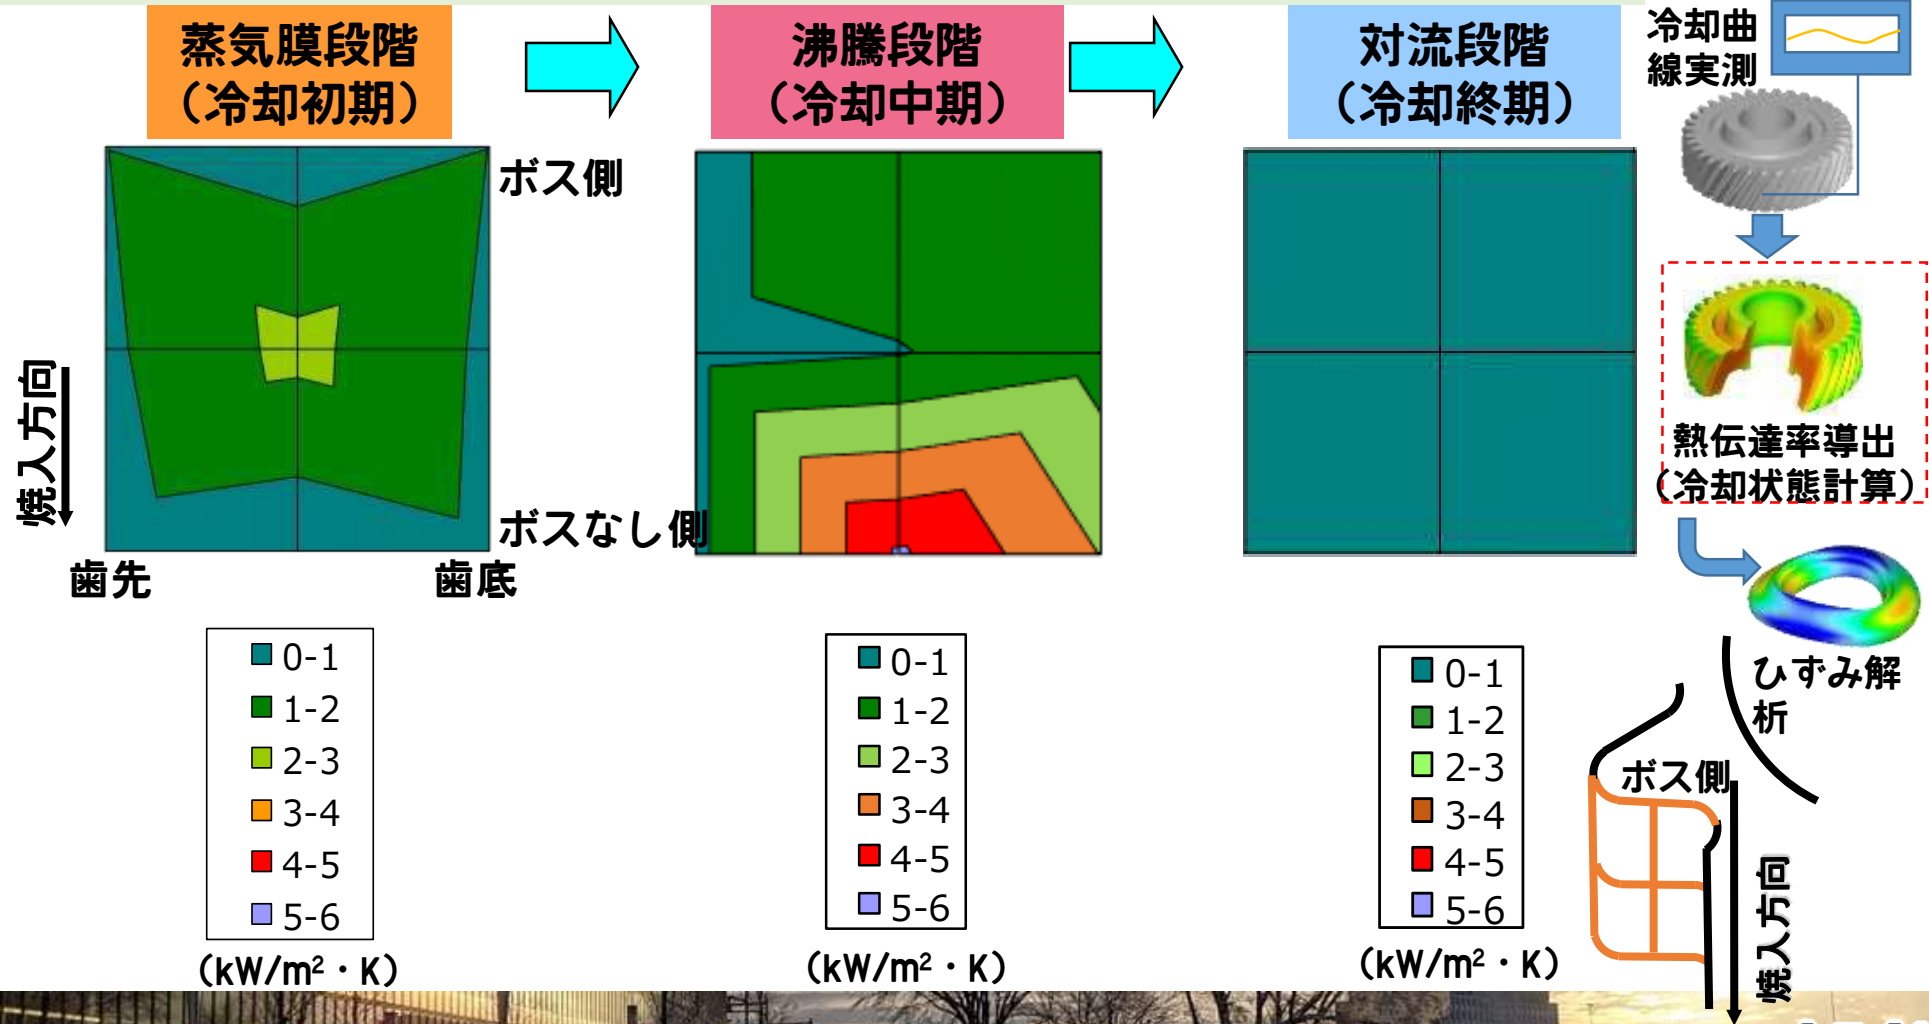 蒸気膜段階
（冷却初期）
沸騰段階
（冷却中期）
対流段階
（冷却終期）
冷却曲
線実測
ボス側
ボスなし側
焼入方向
歯先
歯底
熱伝達率導出
（冷却状態計算）
ひずみ解
析
0-1
1-2
2-3
3-4
4-5
5-6
（kW/m²・K）
0-1
1-2
2-3
3-4
4-5
5-6
（kW/m²・K）
0-1
1-2
2-3
3-4
4-5
5-6
（kW/m²・K）
ボス側
焼入方向